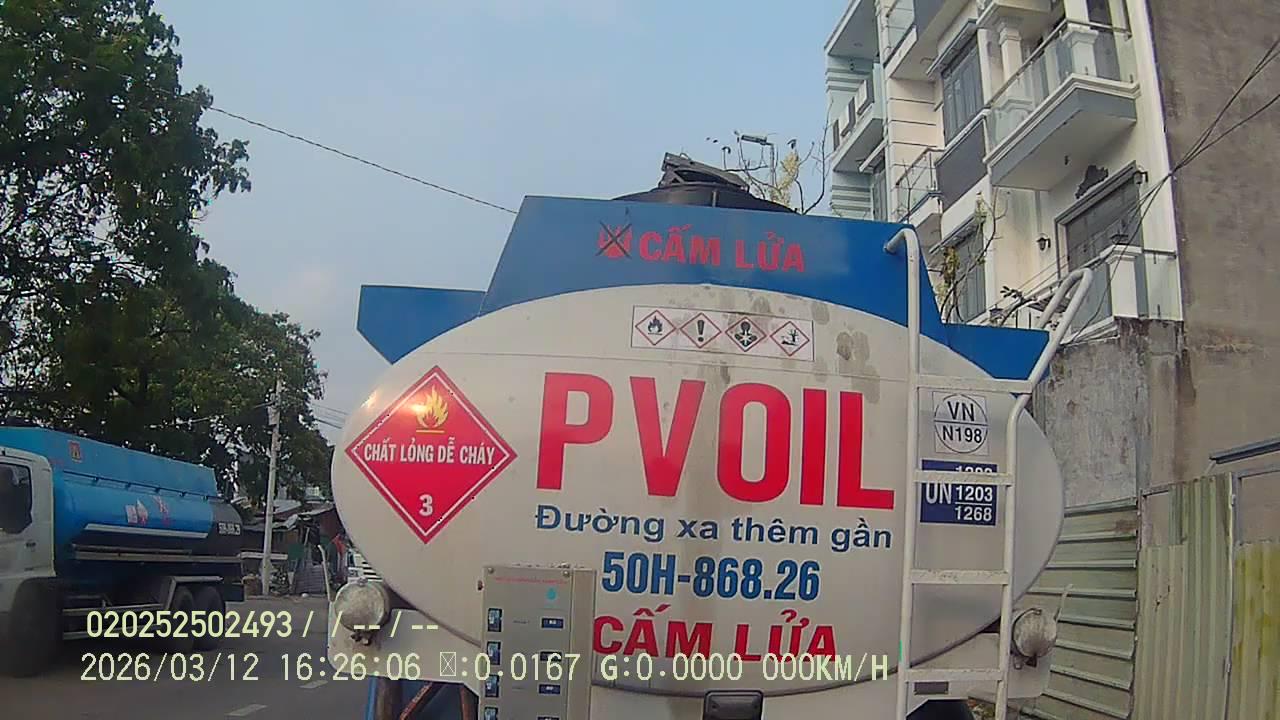 CẤM LỬA
CHẤT LỎNG DỄ CHÁY
3
PVOIL
Đường xa thêm gần
50H-868.26
CẤM LỬA
VN
N198
UN 1203
1268
020252502493 / / -- / --
2026/03/12 16:26:06 :0.0167 G:0.0000 000KM/H